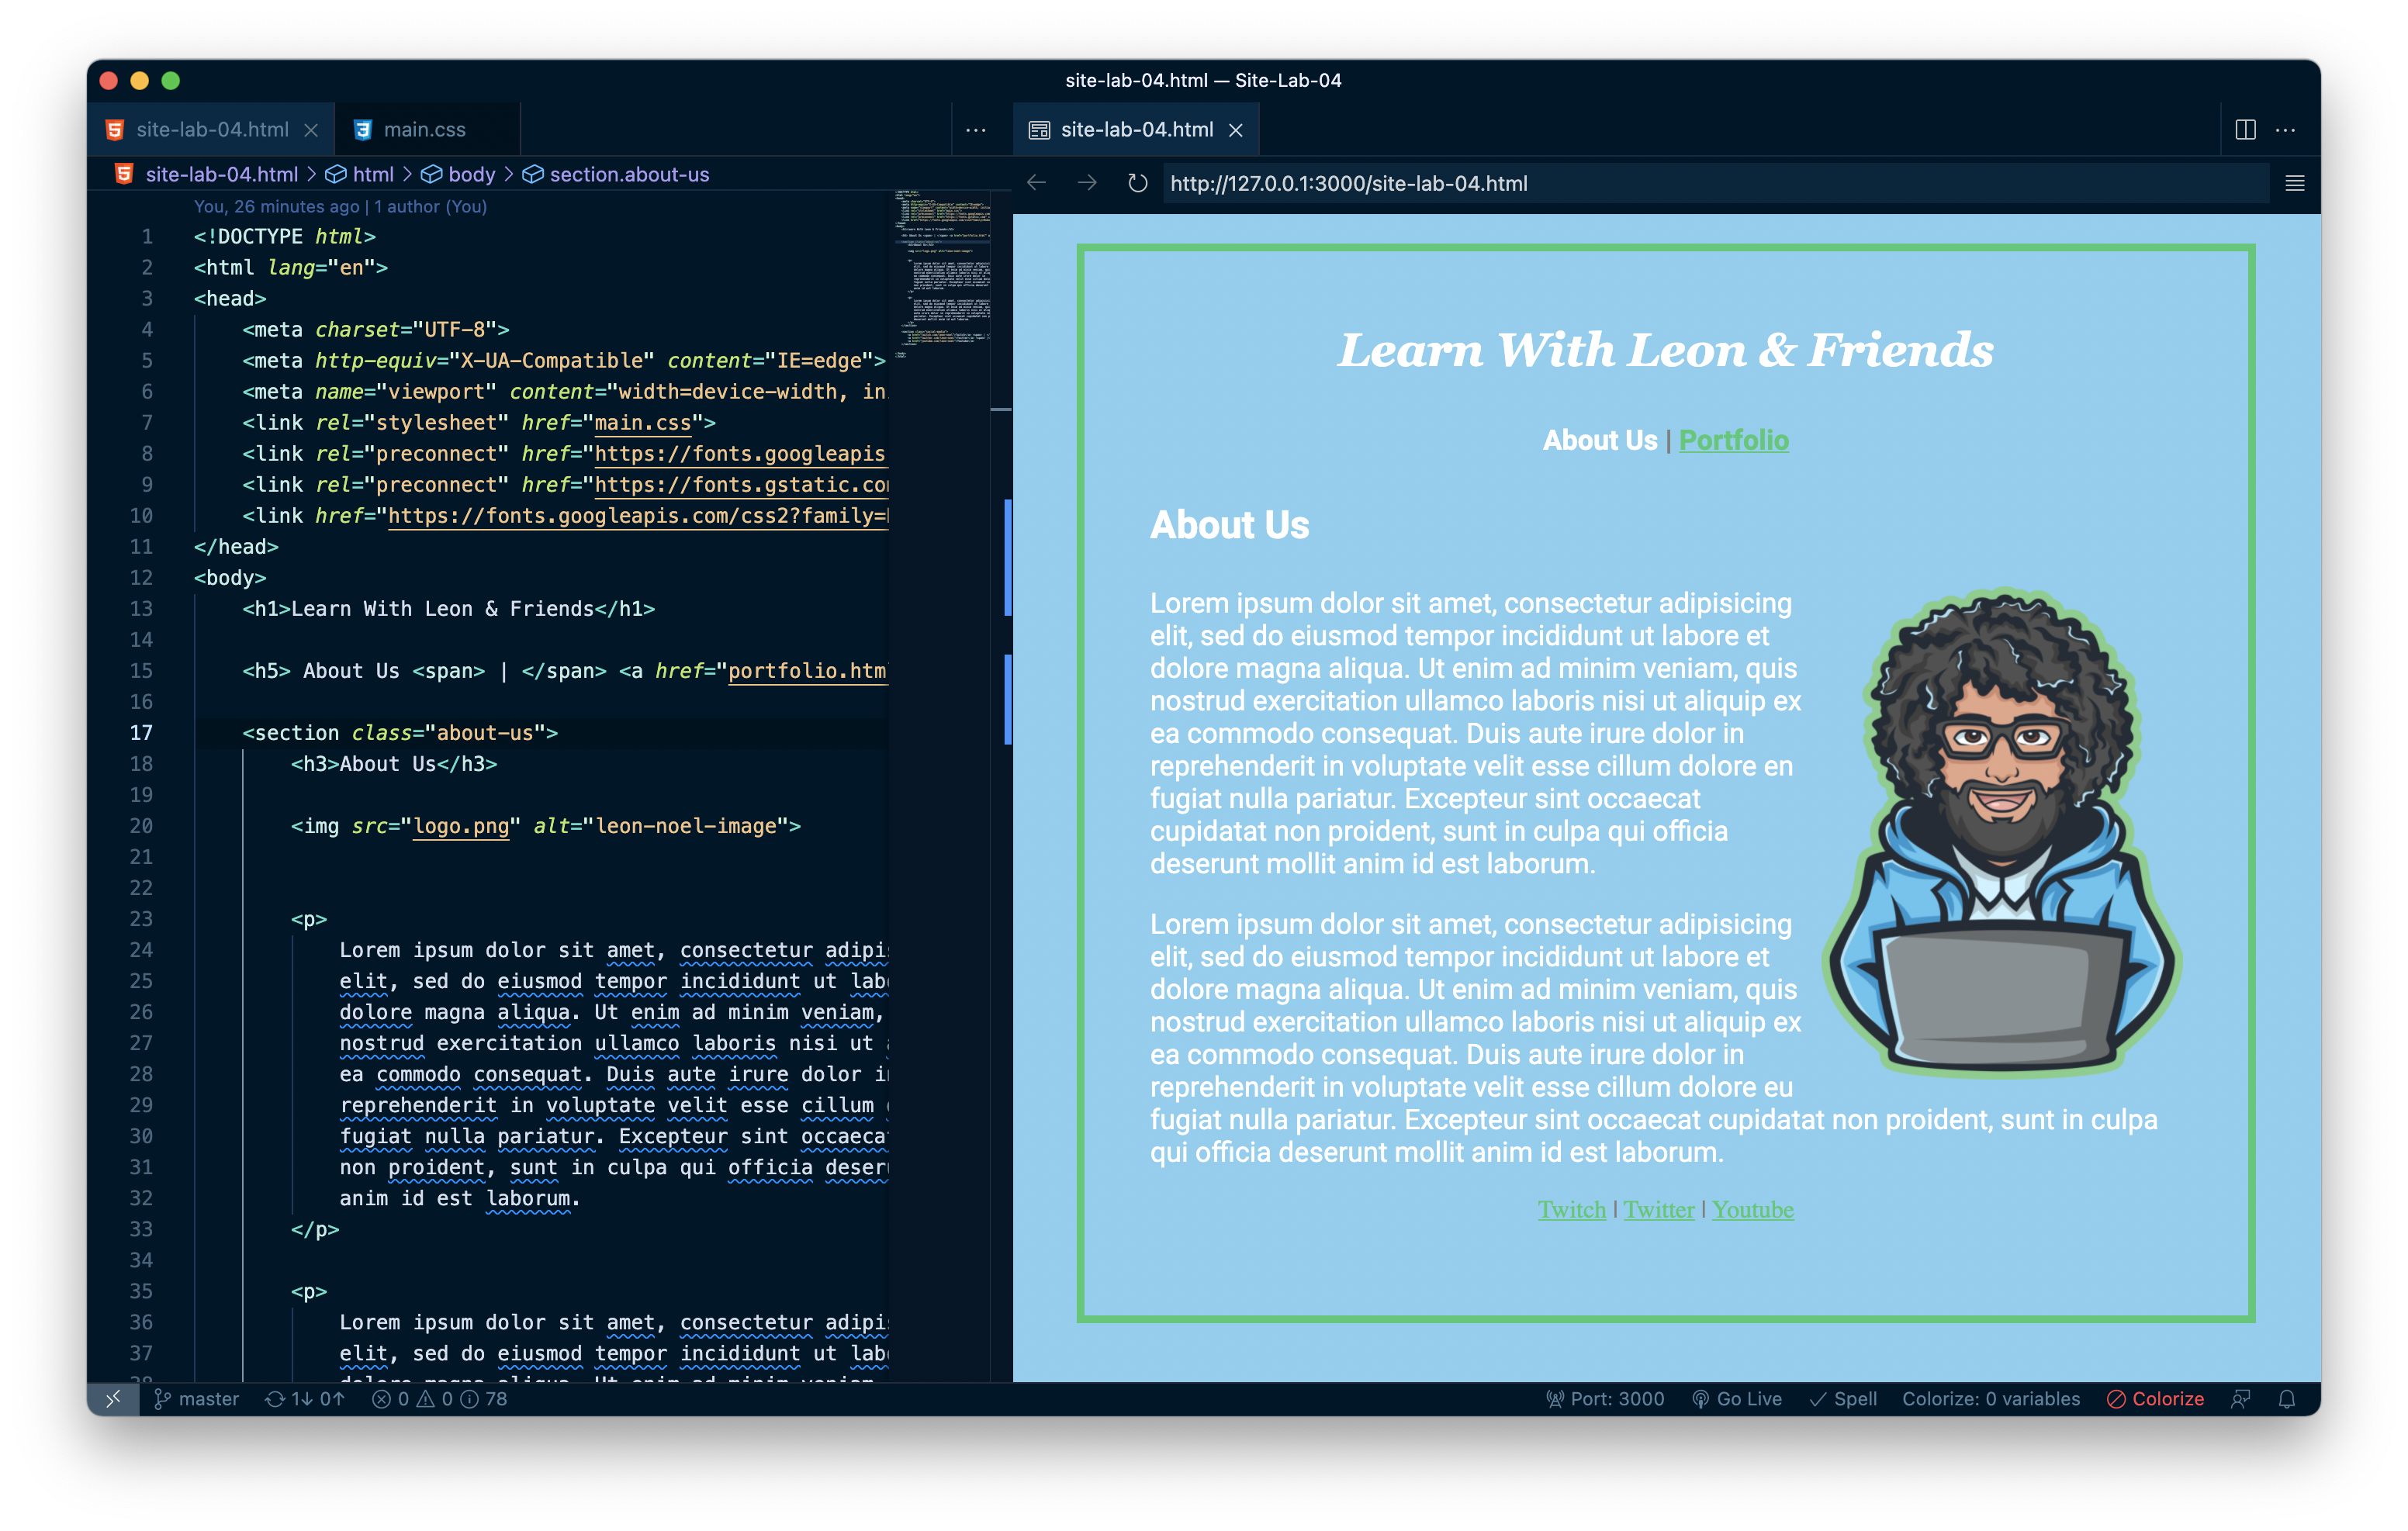 site-lab-04.html — Site-Lab-04
site-lab-04.html
main.css
site-lab-04.html > html > body > section.about-us
You, 26 minutes ago | 1 author (You)
1 <!DOCTYPE html>
2 <html lang="en">
3 <head>
4 <meta charset="UTF-8">
5 <meta http-equiv="X-UA-Compatible" content="IE=edge">
6 <meta name="viewport" content="width=device-width, in
7 <link rel="stylesheet" href="main.css">
8 <link rel="preconnect" href="https://fonts.googleapis
9 <link rel="preconnect" href="https://fonts.gstatic.co
10 <link href="https://fonts.googleapis.com/css2?family=
11 </head>
12 <body>
13 <h1>Learn With Leon & Friends</h1>
14
15 <h5> About Us <span> | </span> <a href="portfolio.htm
16
17 <section class="about-us">
18 <h3>About Us</h3>
19
20 <img src="logo.png" alt="leon-noel-image">
21
22
23 <p>
24 Lorem ipsum dolor sit amet, consectetur adipi
25 elit, sed do eiusmod tempor incididunt ut lab
26 dolore magna aliqua. Ut enim ad minim veniam,
27 nostrud exercitation ullamco laboris nisi ut
28 ea commodo consequat. Duis aute irure dolor i
29 reprehenderit in voluptate velit esse cillum
30 fugiat nulla pariatur. Excepteur sint occaeca
31 non proident, sunt in culpa qui officia deser
32 anim id est laborum.
33 </p>
34
35 <p>
36 Lorem ipsum dolor sit amet, consectetur adipi
37 elit, sed do eiusmod tempor incididunt ut lab
site-lab-04.html
http://127.0.0.1:3000/site-lab-04.html
Learn With Leon & Friends
About Us | Portfolio
About Us
Lorem ipsum dolor sit amet, consectetur adipisicing
elit, sed do eiusmod tempor incididunt ut labore et
dolore magna aliqua. Ut enim ad minim veniam, quis
nostrud exercitation ullamco laboris nisi ut aliquip ex
ea commodo consequat. Duis aute irure dolor in
reprehenderit in voluptate velit esse cillum dolore en
fugiat nulla pariatur. Excepteur sint occaecat
cupidatat non proident, sunt in culpa qui officia
deserunt mollit anim id est laborum.
Lorem ipsum dolor sit amet, consectetur adipisicing
elit, sed do eiusmod tempor incididunt ut labore et
dolore magna aliqua. Ut enim ad minim veniam, quis
nostrud exercitation ullamco laboris nisi ut aliquip ex
ea commodo consequat. Duis aute irure dolor in
reprehenderit in voluptate velit esse cillum dolore eu
fugiat nulla pariatur. Excepteur sint occaecat cupidatat non proident, sunt in culpa
qui officia deserunt mollit anim id est laborum.
Twitch | Twitter | Youtube
master 1↓ 0↑ 0 0 78
Port: 3000 Go Live Spell Colorize: 0 variables Colorize